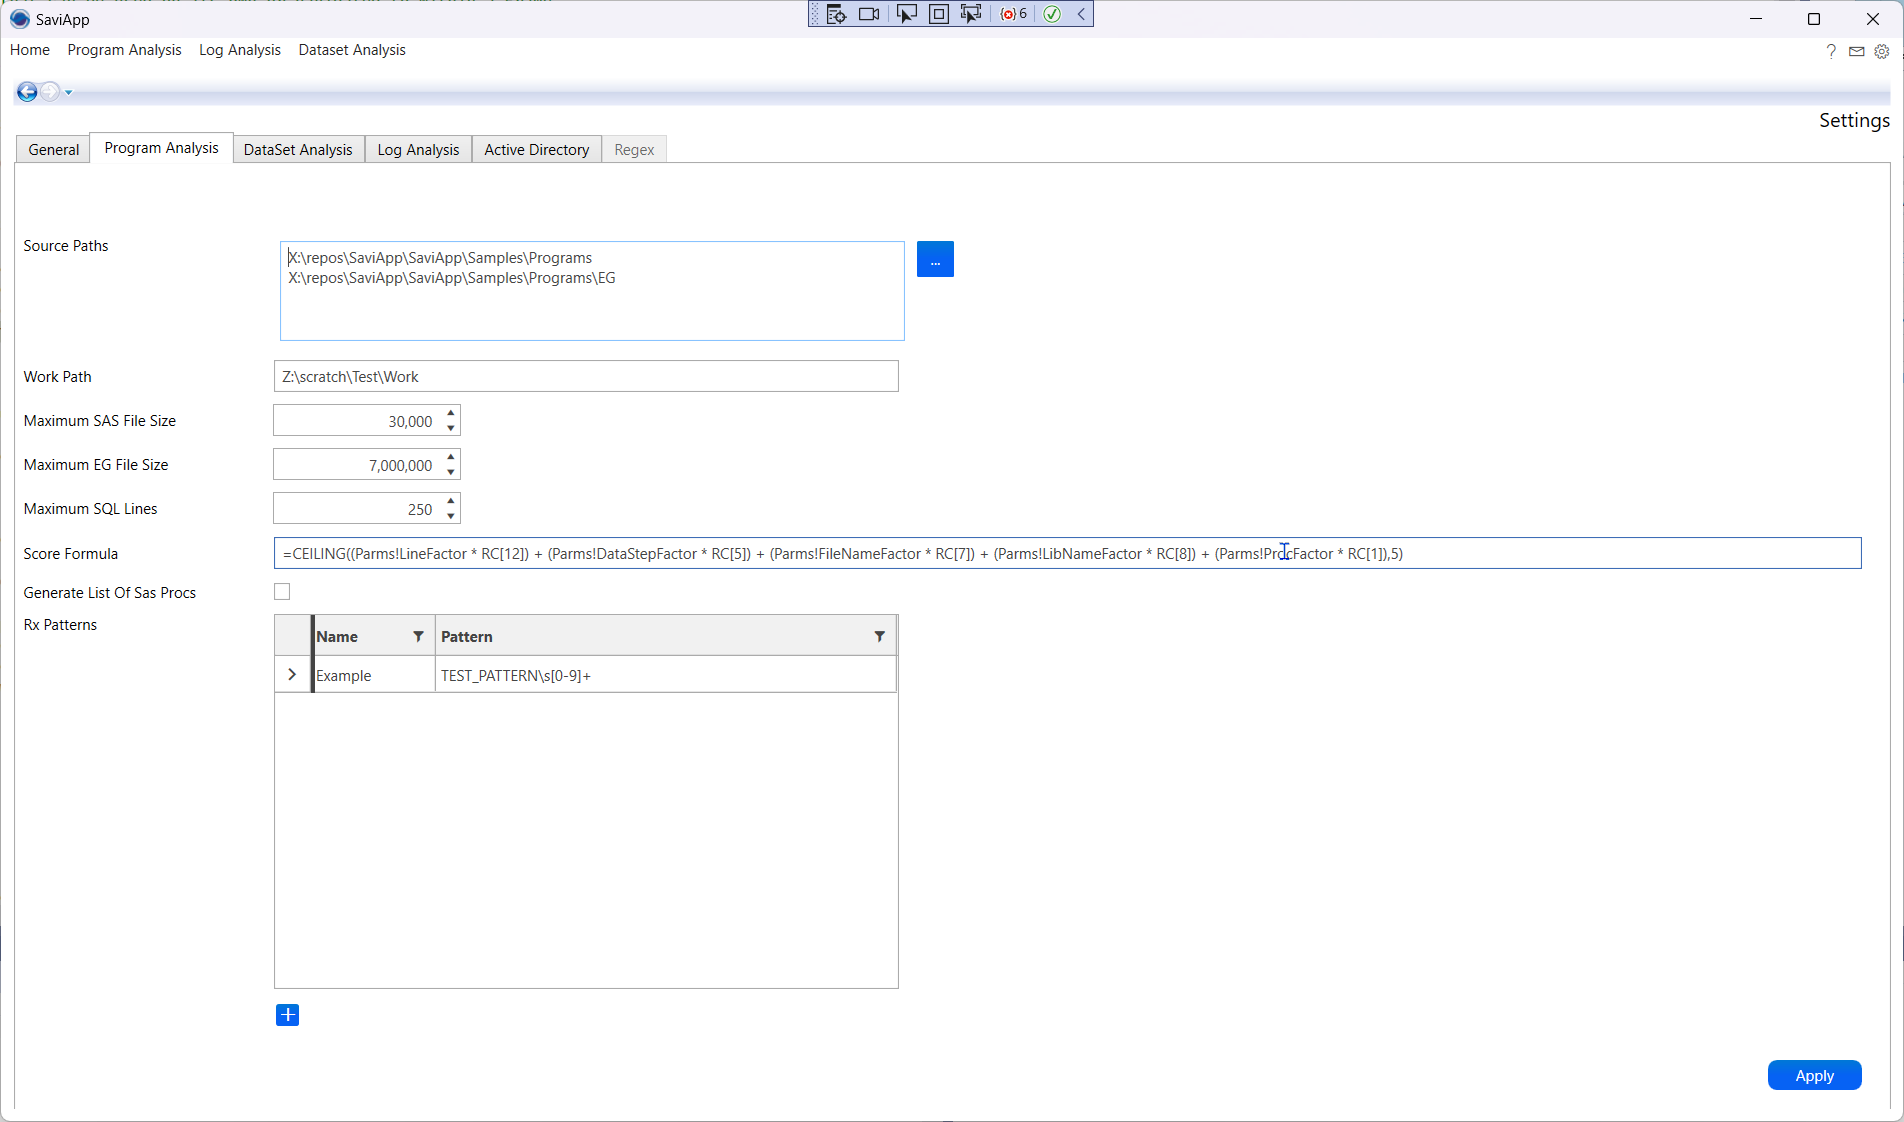 SaviApp
6
Home Program Analysis Log Analysis Dataset Analysis
?
Settings
General Program Analysis DataSet Analysis Log Analysis Active Directory Regex
Source Paths
X:\repos\SaviApp\SaviApp\Samples\Programs
X:\repos\SaviApp\SaviApp\Samples\Programs\EG
...
Work Path
Z:\scratch\Test\Work
Maximum SAS File Size
30,000
Maximum EG File Size
7,000,000
Maximum SQL Lines
250
Score Formula
=CEILING((Parms!LineFactor * RC[12]) + (Parms!DataStepFactor * RC[5]) + (Parms!FileNameFactor * RC[7]) + (Parms!LibNameFactor * RC[8]) + (Parms!ProcFactor * RC[1]),5)
Generate List Of Sas Procs
Rx Patterns
Name Pattern
Example TEST_PATTERN\s[0-9]+
Apply